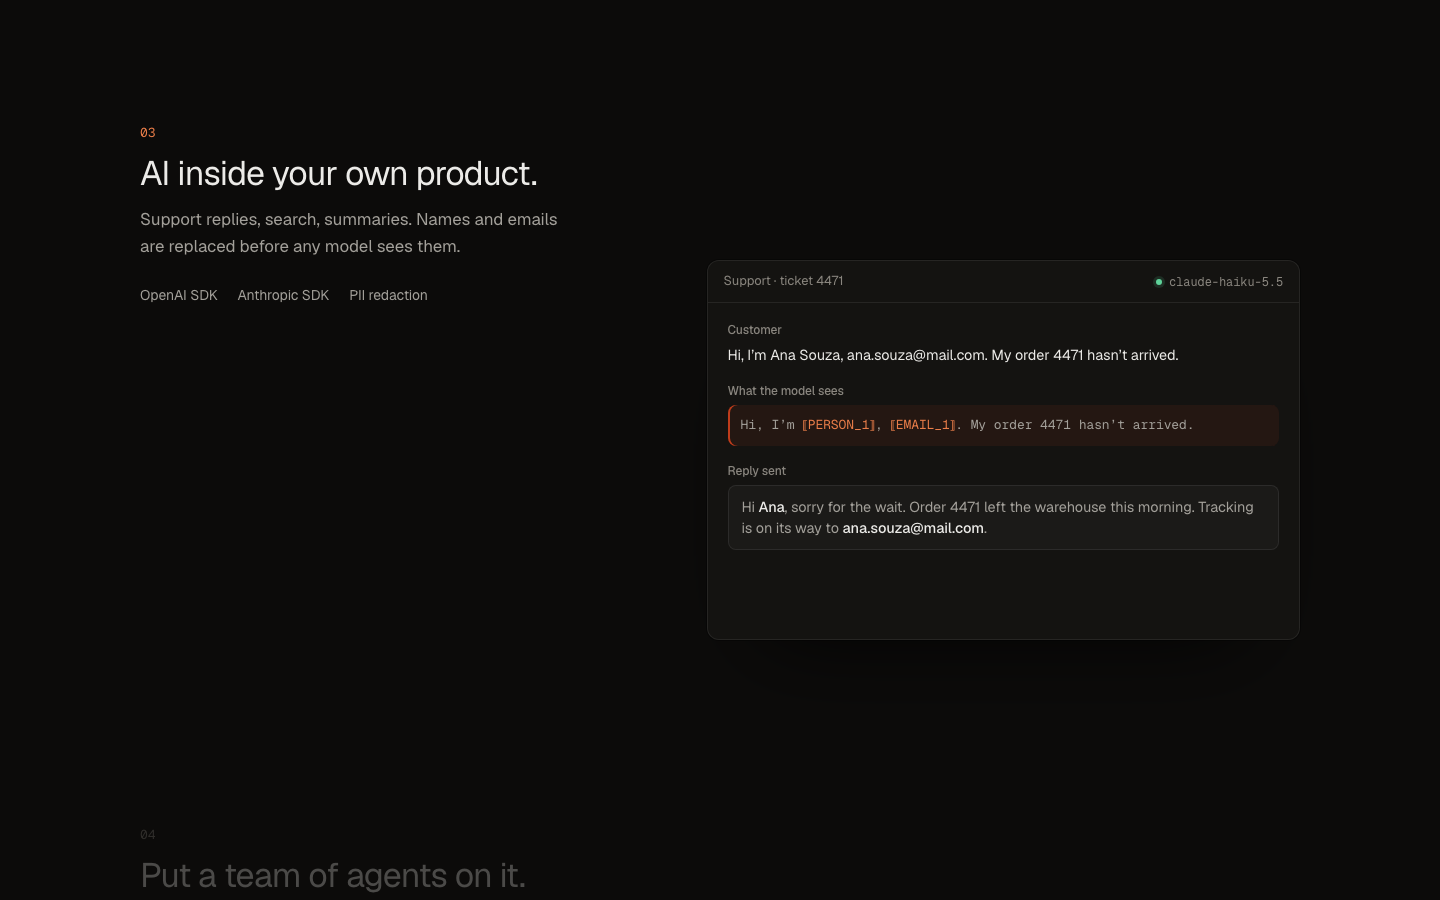 03
AI inside your own product.
Support replies, search, summaries. Names and emails
are replaced before any model sees them.
OpenAI SDK Anthropic SDK PII redaction
Support · ticket 4471 claude-haiku-5.5
Customer
Hi, I’m Ana Souza, ana.souza@mail.com. My order 4471 hasn’t arrived.
What the model sees
Hi, I’m ⟦PERSON_1⟧, ⟦EMAIL_1⟧. My order 4471 hasn’t arrived.
Reply sent
Hi Ana, sorry for the wait. Order 4471 left the warehouse this morning. Tracking
is on its way to ana.souza@mail.com.
04
Put a team of agents on it.